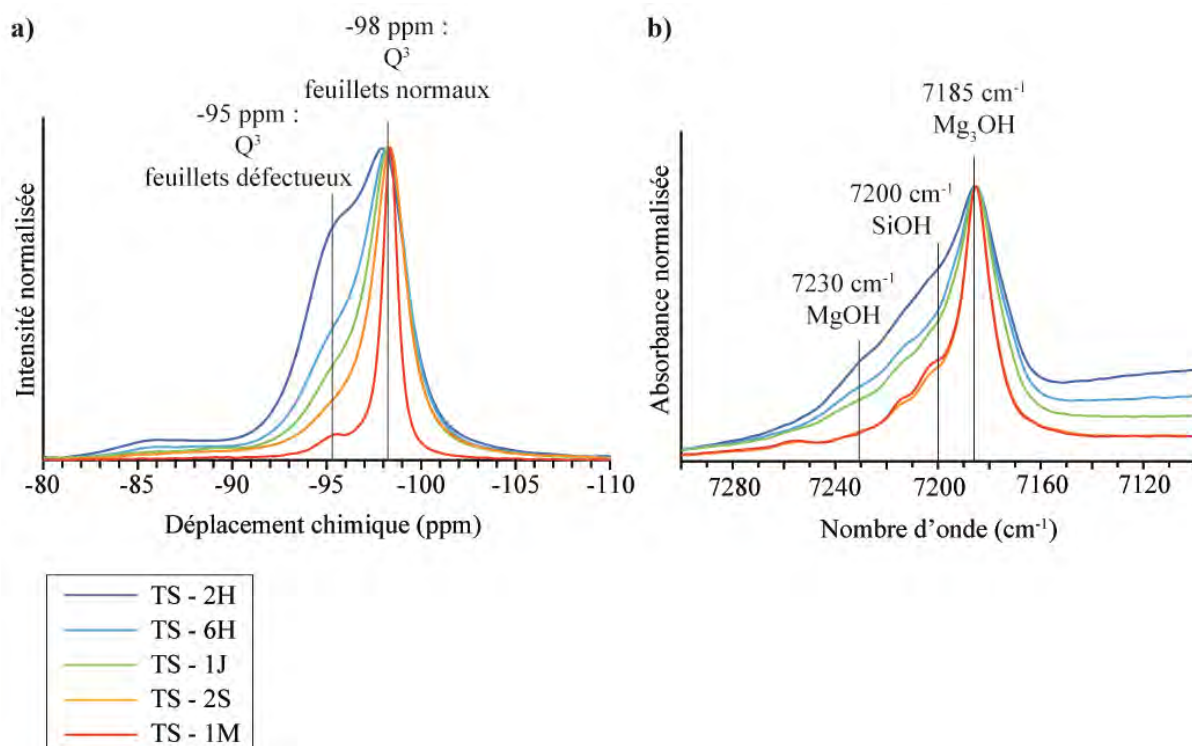 a)
-98 ppm :
Q³
feuillets normaux
-95 ppm :
Q³
feuillets défectueux
Intensité normalisée
-80 -85 -90 -95 -100 -105 -110
Déplacement chimique (ppm)
b)
7185 cm⁻¹
Mg₃OH
7200 cm⁻¹
SiOH
7230 cm⁻¹
MgOH
Absorbance normalisée
7280 7240 7200 7160 7120
Nombre d'onde (cm⁻¹)
TS - 2H
TS - 6H
TS - 1J
TS - 2S
TS - 1M